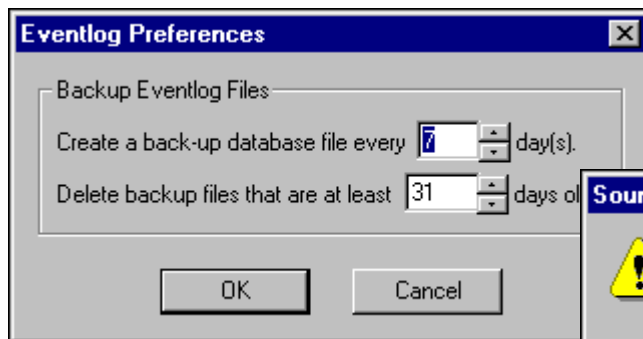 Eventlog Preferences
Backup Eventlog Files
Create a back-up database file every 7 day(s).
Delete backup files that are at least 31 days ol
Sour
OK Cancel